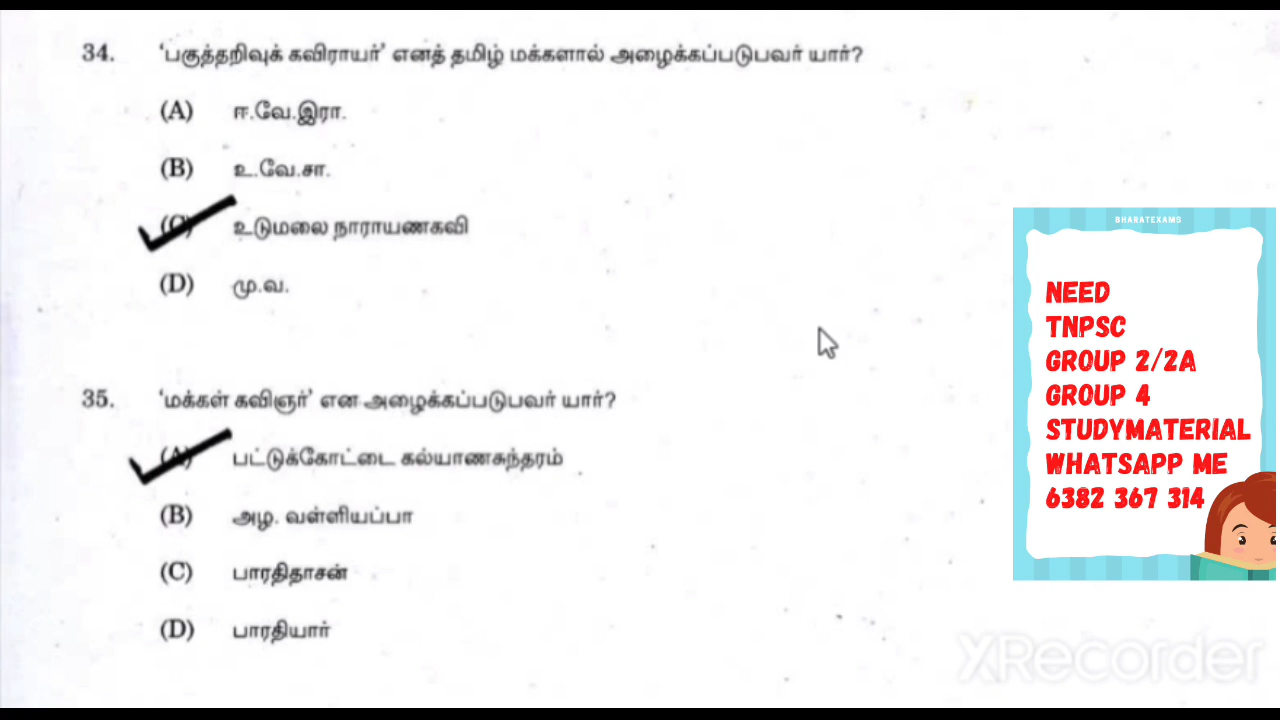 34. 'பகுத்தறிவுக் கவிராயர்' எனத் தமிழ் மக்களால் அழைக்கப்படுபவர் யார்?
(A) ஈ.வே.இரா.
(B) உ.வே.சா.
(C) உடுமலை நாராயணகவி
(D) மு.வ.
35. 'மக்கள் கவிஞர்' என அழைக்கப்படுபவர் யார்?
(A) பட்டுக்கோட்டை கல்யாணசுந்தரம்
(B) அழ. வள்ளியப்பா
(C) பாரதிதாசன்
(D) பாரதியார்
BHARATEXAMS
NEED
TNPSC
GROUP 2/2A
GROUP 4
STUDYMATERIAL
WHATSAPP ME
6382 367 314
XRecorder